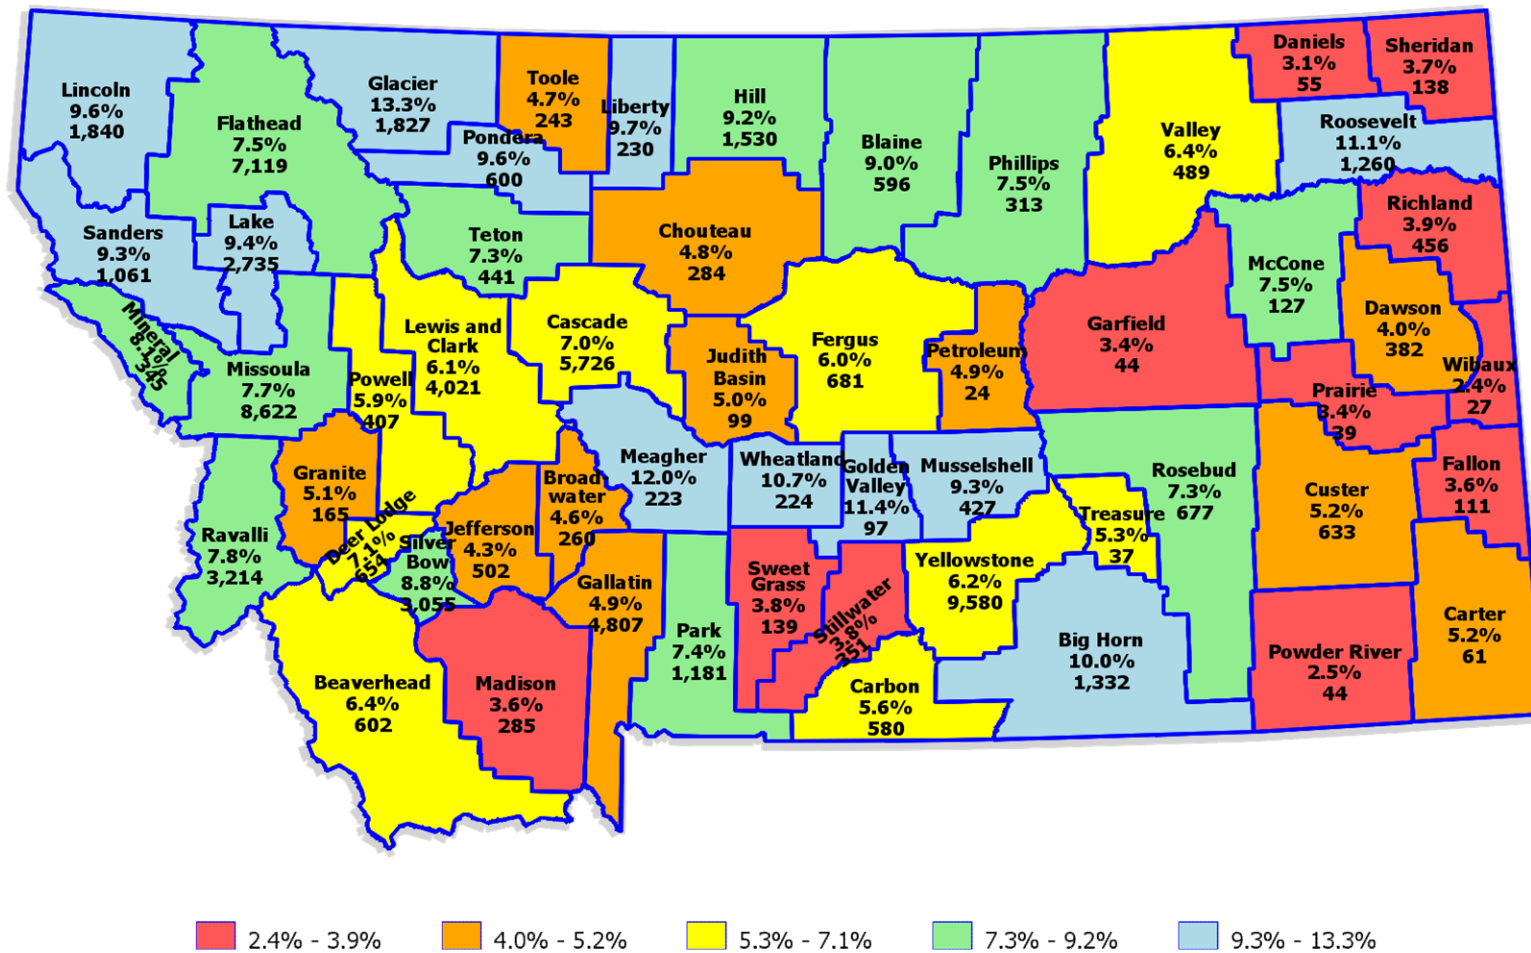 Lincoln
9.6%
1,840
Flathead
7.5%
7,119
Glacier
13.3%
1,827
Toole
4.7%
243
Liberty
9.7%
230
Hill
9.2%
1,530
Blaine
9.0%
596
Phillips
7.5%
313
Valley
6.4%
489
Daniels
3.1%
55
Sheridan
3.7%
138
Roosevelt
11.1%
1,260
Pondera
9.6%
600
Sanders
9.3%
1,061
Lake
9.4%
2,735
Teton
7.3%
441
Chouteau
4.8%
284
Richland
3.9%
456
McCone
7.5%
127
Dawson
4.0%
382
Mineral
8.1%
345
Missoula
7.7%
8,622
Powell
5.9%
407
Lewis and
Clark
6.1%
4,021
Cascade
7.0%
5,726
Judith
Basin
5.0%
99
Fergus
6.0%
681
Petroleum
4.9%
24
Garfield
3.4%
44
Prairie
3.4%
39
Wibaux
2.4%
27
Granite
5.1%
165
Broad
water
4.6%
260
Meagher
12.0%
223
Wheatland
10.7%
224
Golden
Valley
11.4%
97
Musselshell
9.3%
427
Rosebud
7.3%
677
Custer
5.2%
633
Fallon
3.6%
111
Ravalli
7.8%
3,214
Deer Lodge
7.1%
654
Silver
Bow
8.8%
3,055
Jefferson
4.3%
502
Gallatin
4.9%
4,807
Park
7.4%
1,181
Sweet
Grass
3.8%
139
Stillwater
3.8%
351
Yellowstone
6.2%
9,580
Treasure
5.3%
37
Big Horn
10.0%
1,332
Powder River
2.5%
44
Carter
5.2%
61
Beaverhead
6.4%
602
Madison
3.6%
285
Carbon
5.6%
580
2.4% - 3.9%
4.0% - 5.2%
5.3% - 7.1%
7.3% - 9.2%
9.3% - 13.3%